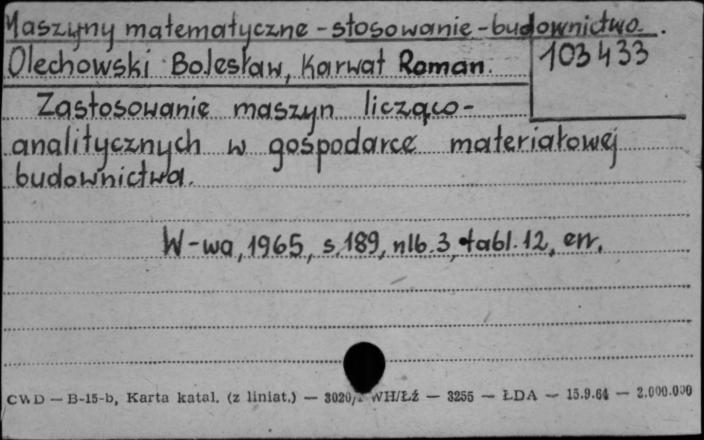 Maszyny matematyczne - stosowanie - budownictwo.
Olechowski Bolesław, Karwat Roman.
103433
Zastosowanie maszyn licząco-
analitycznych w gospodarce materiałowej
budownictwa.
W-wa, 1965, s. 189, nlb. 3, tabl. 12, err.
CWD — B-15-b, Karta katal. (z liniat.) — 3020/ WH/Łź — 3255 — ŁDA — 15.9.64 — 2.000.000